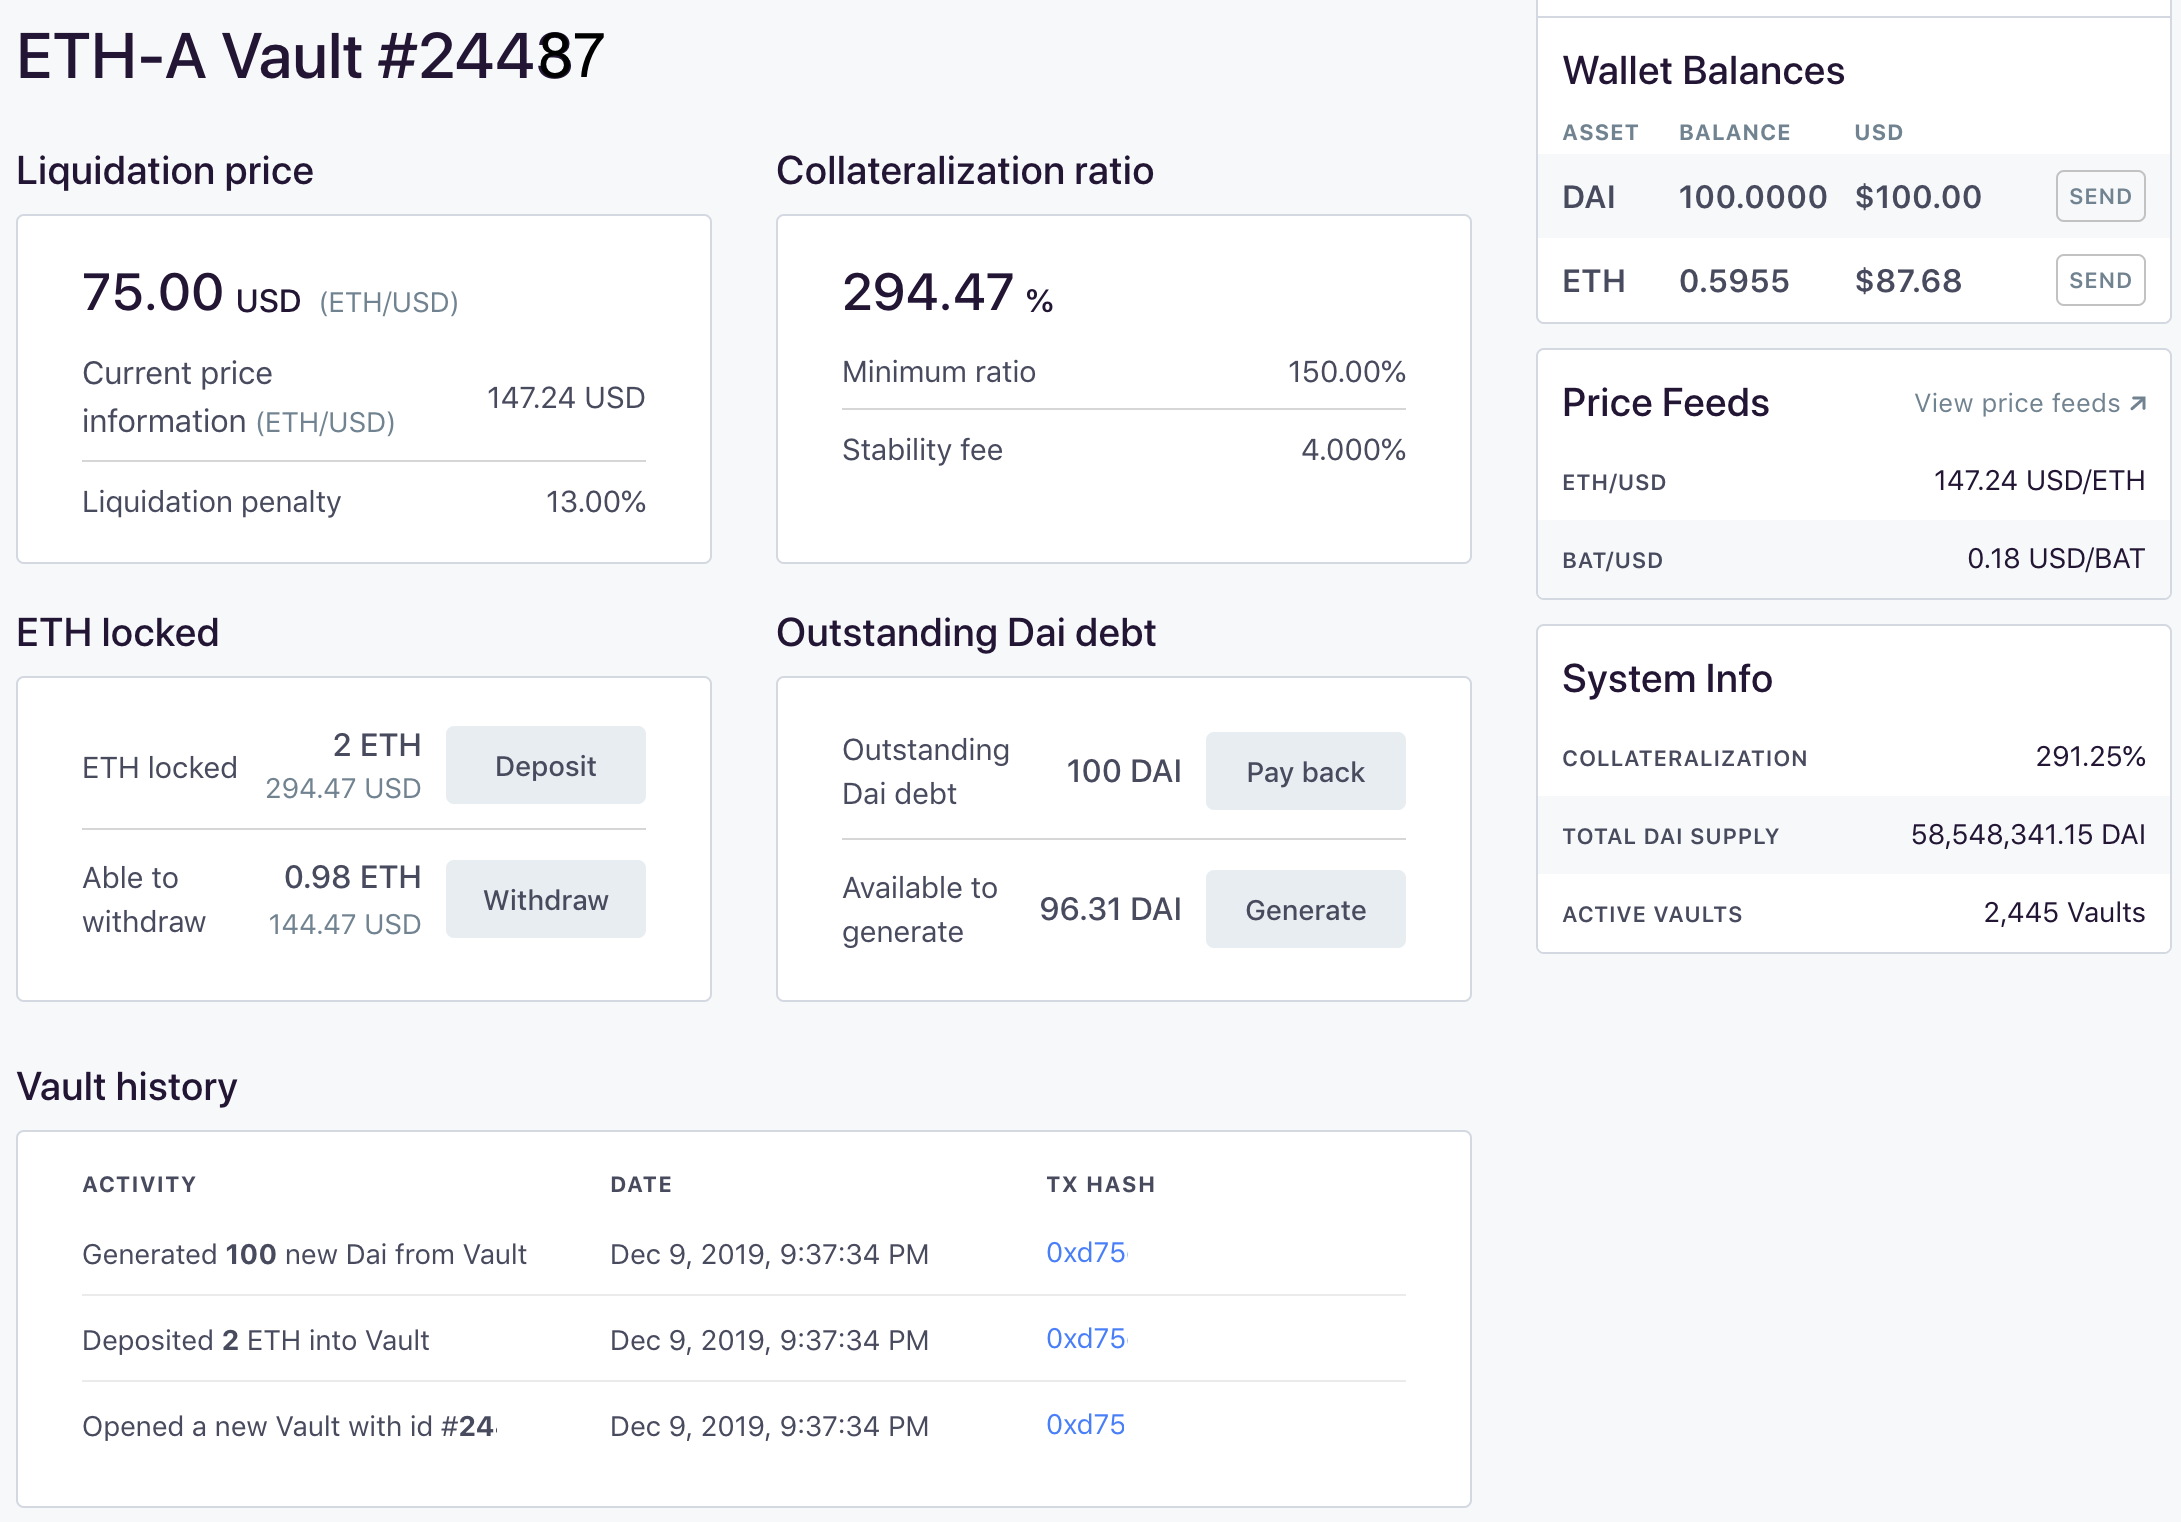 ETH-A Vault #24487
Liquidation price
75.00 USD (ETH/USD)
Current price
information (ETH/USD)
147.24 USD
Liquidation penalty 13.00%
Collateralization ratio
294.47 %
Minimum ratio 150.00%
Stability fee 4.000%
ETH locked
ETH locked
2 ETH
294.47 USD
Deposit
Able to
withdraw
0.98 ETH
144.47 USD
Withdraw
Outstanding Dai debt
Outstanding
Dai debt
100 DAI
Pay back
Available to
generate
96.31 DAI
Generate
Vault history
ACTIVITY DATE TX HASH
Generated 100 new Dai from Vault Dec 9, 2019, 9:37:34 PM 0xd75
Deposited 2 ETH into Vault Dec 9, 2019, 9:37:34 PM 0xd75
Opened a new Vault with id #24 Dec 9, 2019, 9:37:34 PM 0xd75
Wallet Balances
ASSET BALANCE USD
DAI 100.0000 $100.00 SEND
ETH 0.5955 $87.68 SEND
Price Feeds View price feeds ↗
ETH/USD 147.24 USD/ETH
BAT/USD 0.18 USD/BAT
System Info
COLLATERALIZATION 291.25%
TOTAL DAI SUPPLY 58,548,341.15 DAI
ACTIVE VAULTS 2,445 Vaults